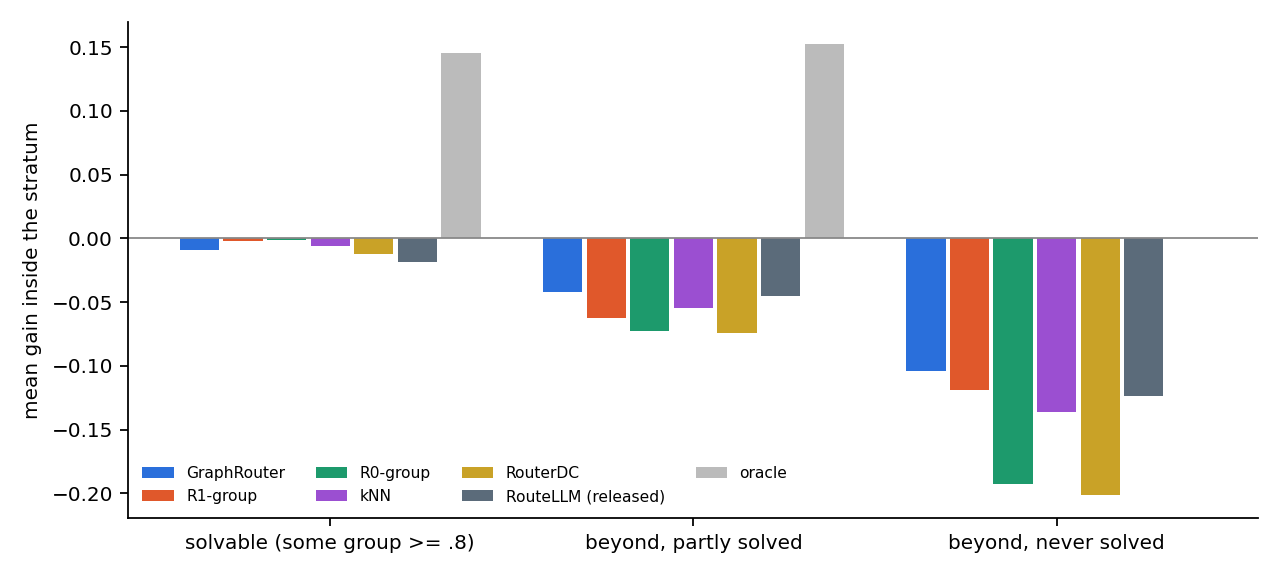 mean gain inside the stratum
0.15
0.10
0.05
0.00
−0.05
−0.10
−0.15
−0.20
GraphRouter
R1-group
R0-group
kNN
RouterDC
RouteLLM (released)
oracle
solvable (some group >= .8)
beyond, partly solved
beyond, never solved